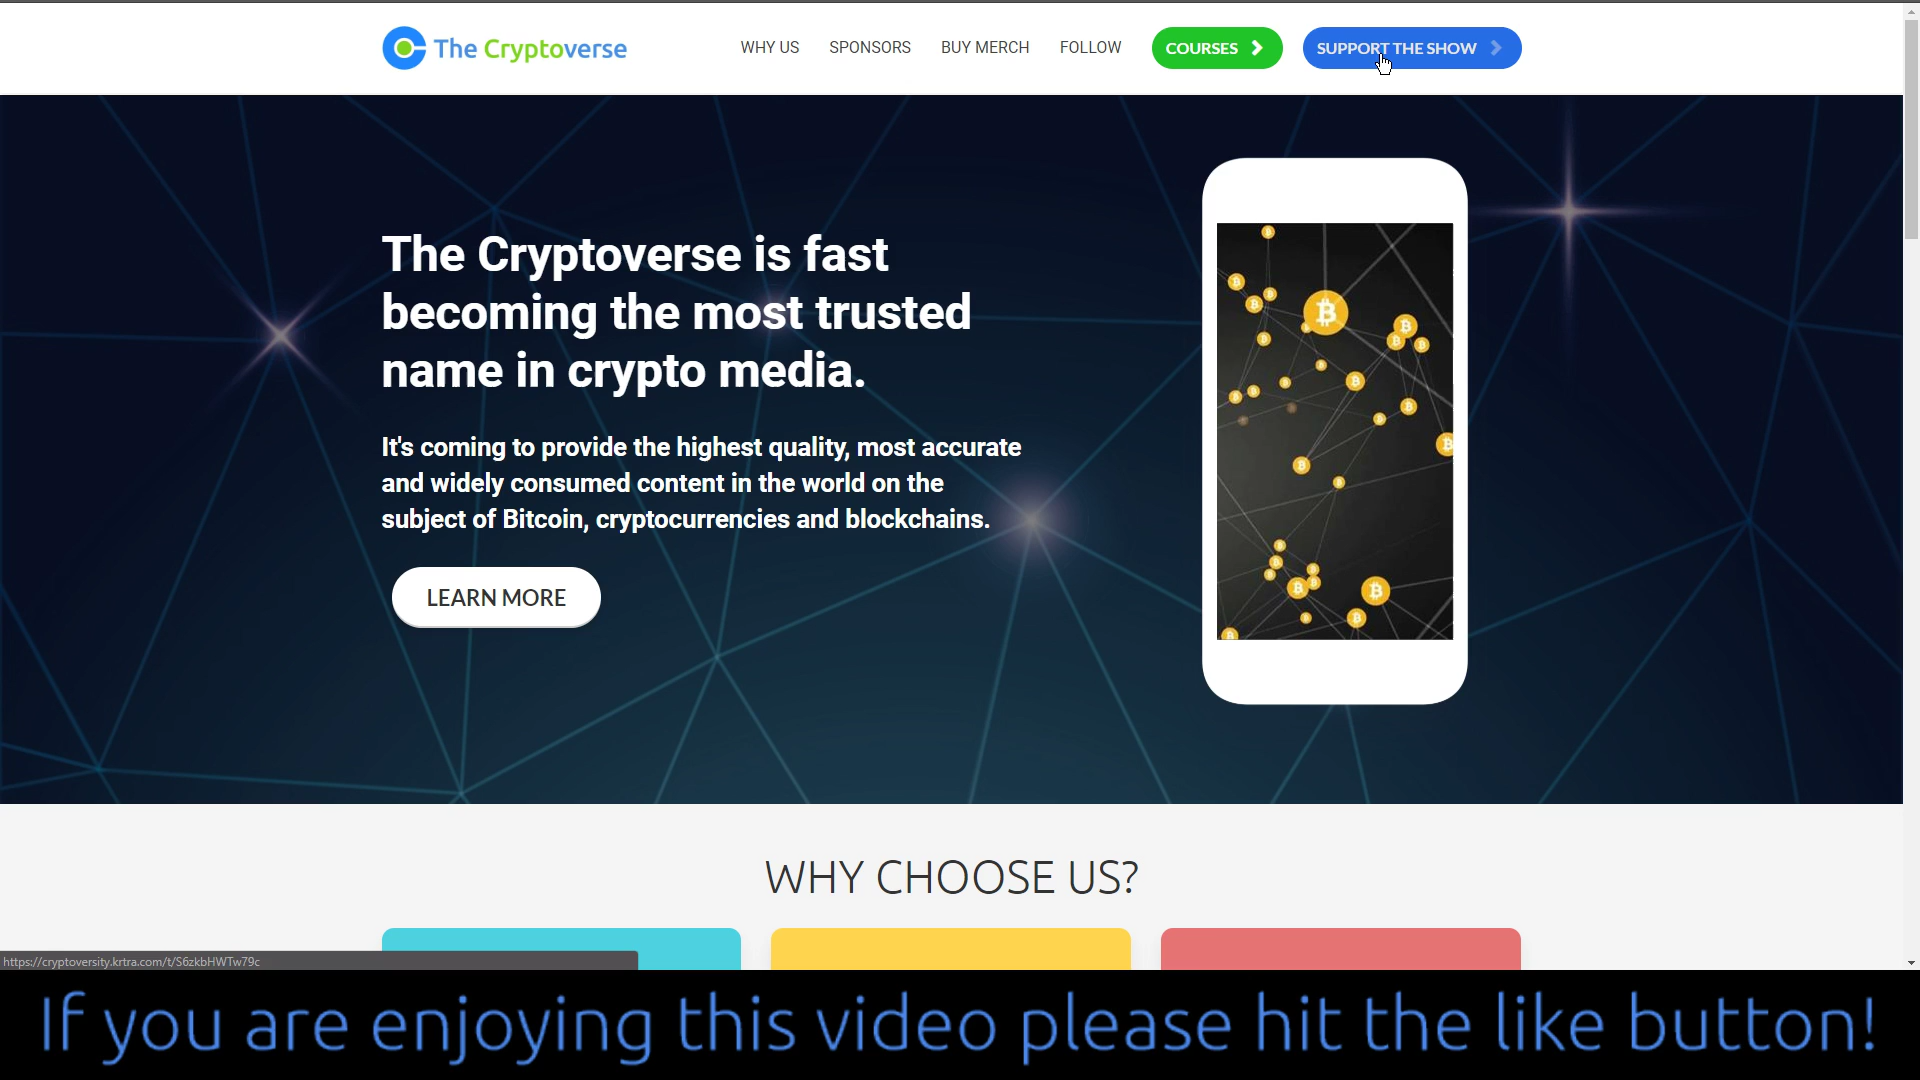 The Cryptoverse
WHY US SPONSORS BUY MERCH FOLLOW COURSES SUPPORT THE SHOW
The Cryptoverse is fast
becoming the most trusted
name in crypto media.
It's coming to provide the highest quality, most accurate
and widely consumed content in the world on the
subject of Bitcoin, cryptocurrencies and blockchains.
LEARN MORE
WHY CHOOSE US?
https://cryptoversity.krtra.com/t/S6zkbHWTw79c
If you are enjoying this video please hit the like button!